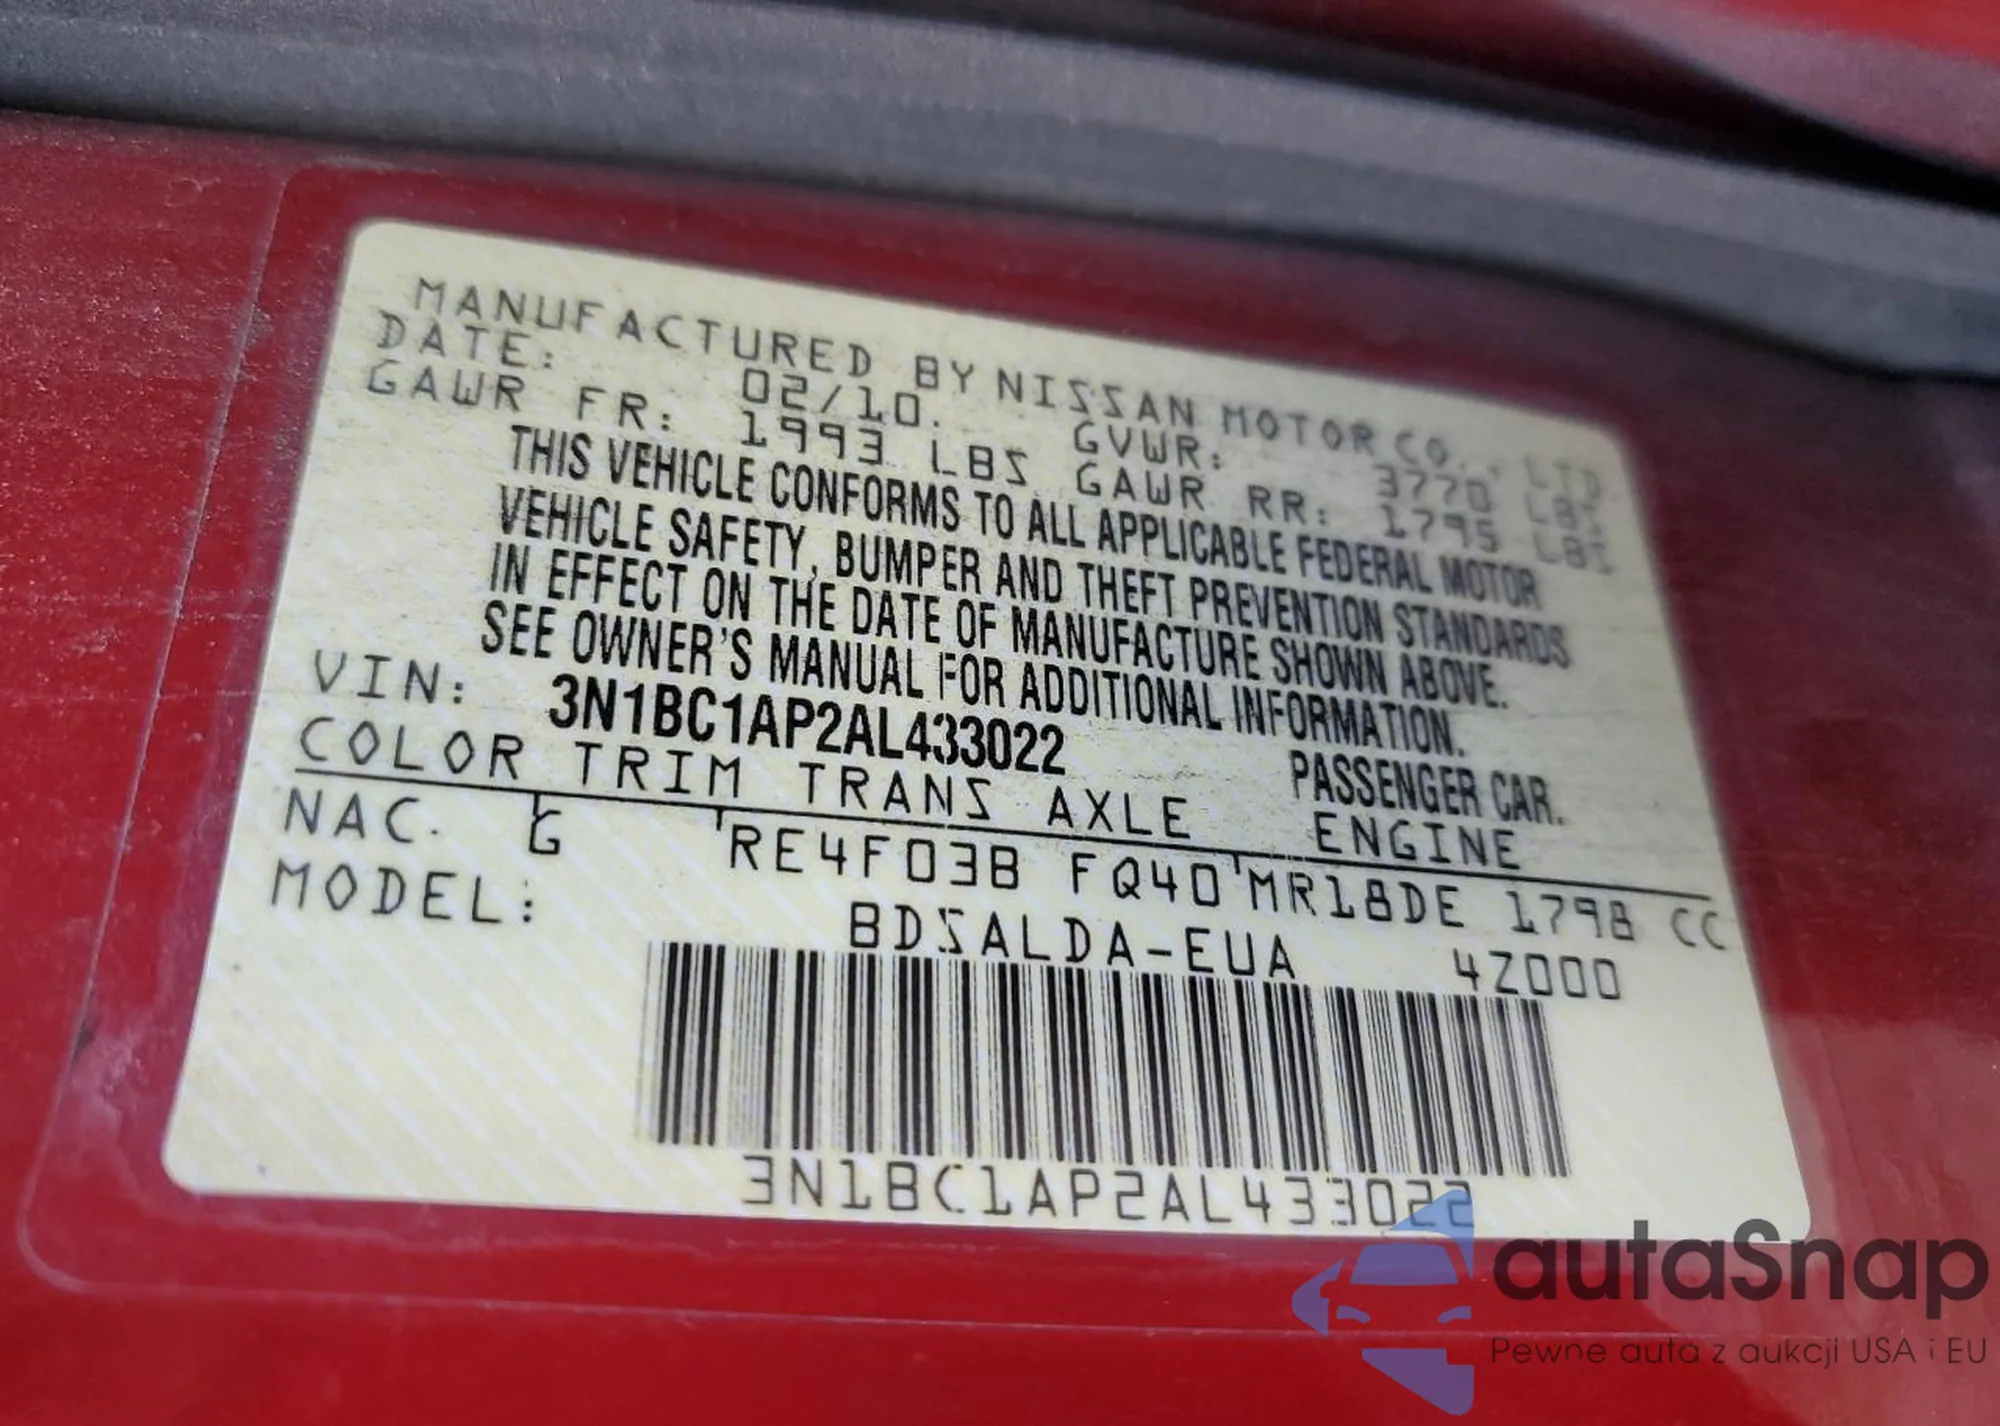 MANUFACTURED BY NISSAN MOTOR CO., LTD.
DATE: 02/10. GVWR: 3770 LBS
GAWR FR: 1993 LBS GAWR RR: 1795 LBS
THIS VEHICLE CONFORMS TO ALL APPLICABLE FEDERAL MOTOR
VEHICLE SAFETY, BUMPER AND THEFT PREVENTION STANDARDS
IN EFFECT ON THE DATE OF MANUFACTURE SHOWN ABOVE.
SEE OWNER'S MANUAL FOR ADDITIONAL INFORMATION.
VIN: 3N1BC1AP2AL433022 PASSENGER CAR.
COLOR TRIM TRANS AXLE ENGINE
NAC. G RE4F03B FQ40 MR18DE 1798 CC
MODEL: BDSALDA-EUA 4Z000
3N1BC1AP2AL433022
autaSnap
Pewne auta z aukcji USA i EU